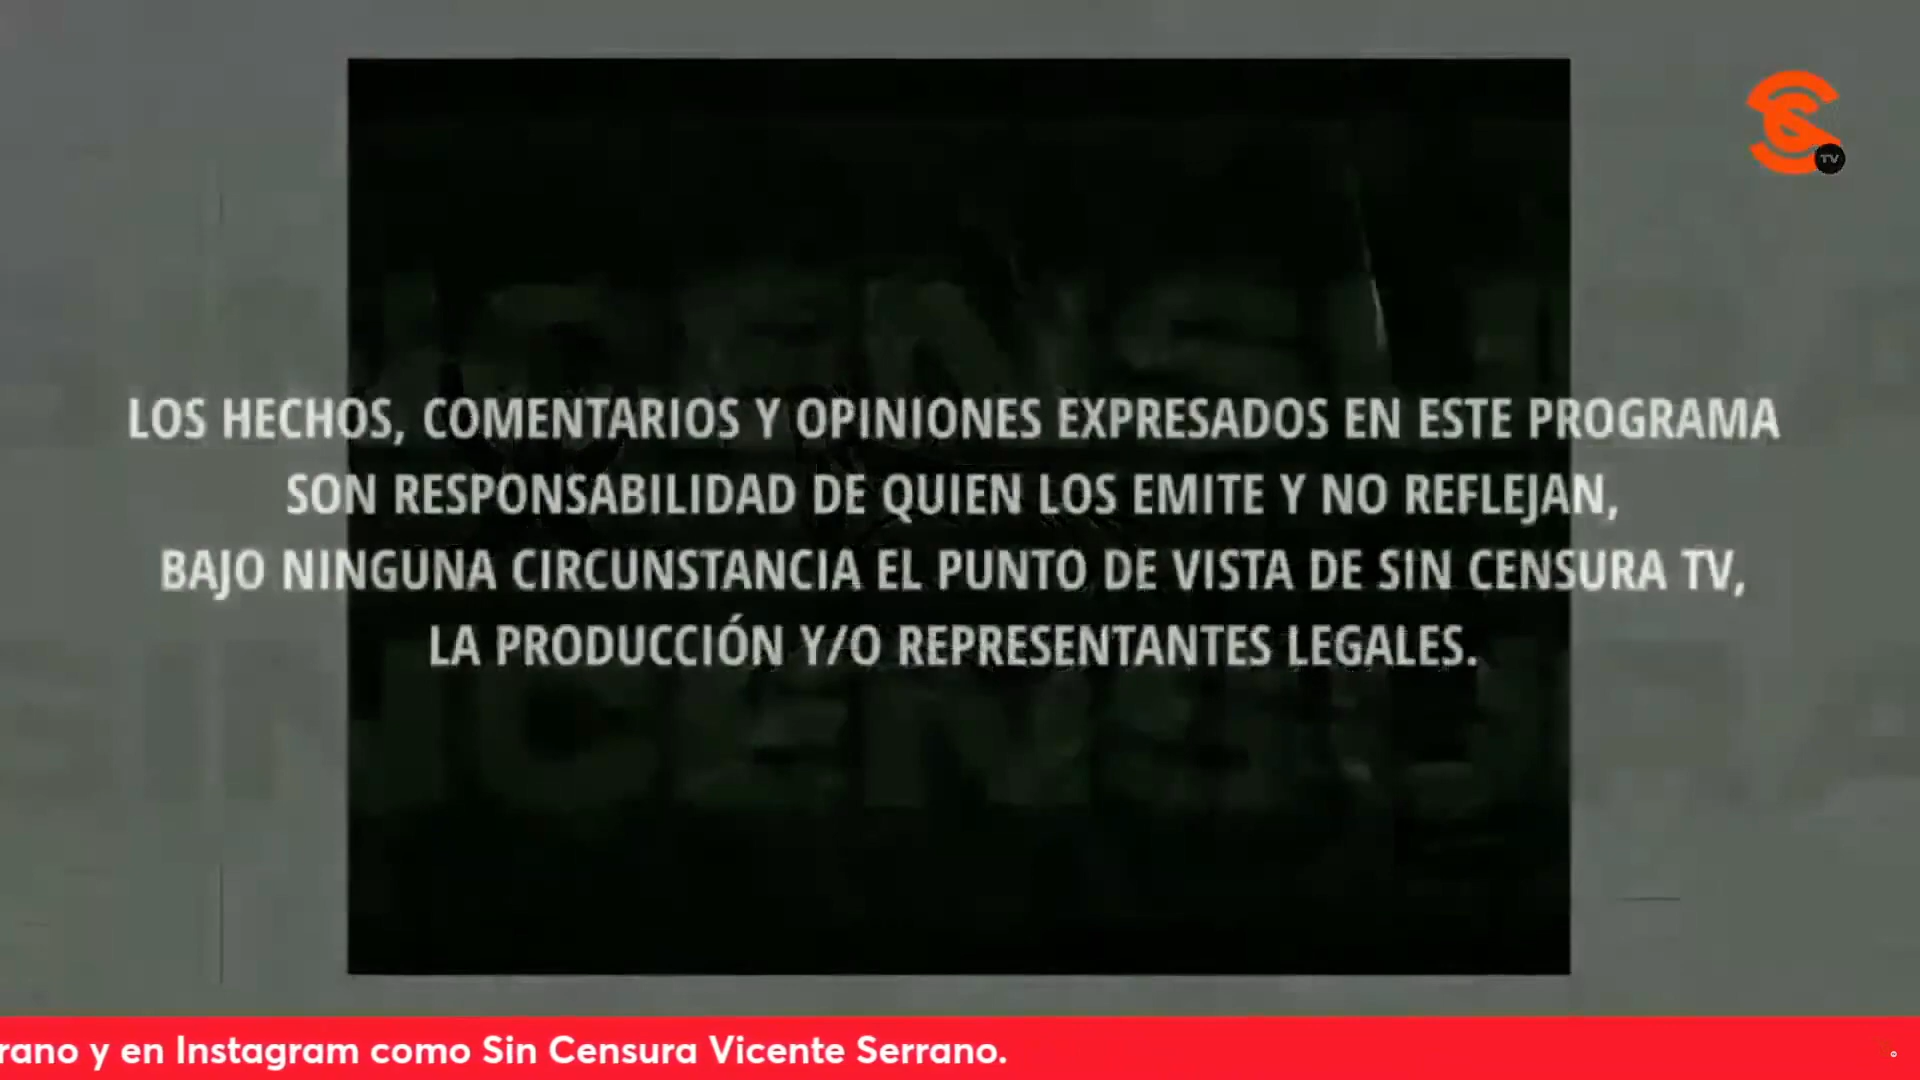 TV
LOS HECHOS, COMENTARIOS Y OPINIONES EXPRESADOS EN ESTE PROGRAMA
SON RESPONSABILIDAD DE QUIEN LOS EMITE Y NO REFLEJAN,
BAJO NINGUNA CIRCUNSTANCIA EL PUNTO DE VISTA DE SIN CENSURA TV,
LA PRODUCCIÓN Y/O REPRESENTANTES LEGALES.
rano y en Instagram como Sin Censura Vicente Serrano.